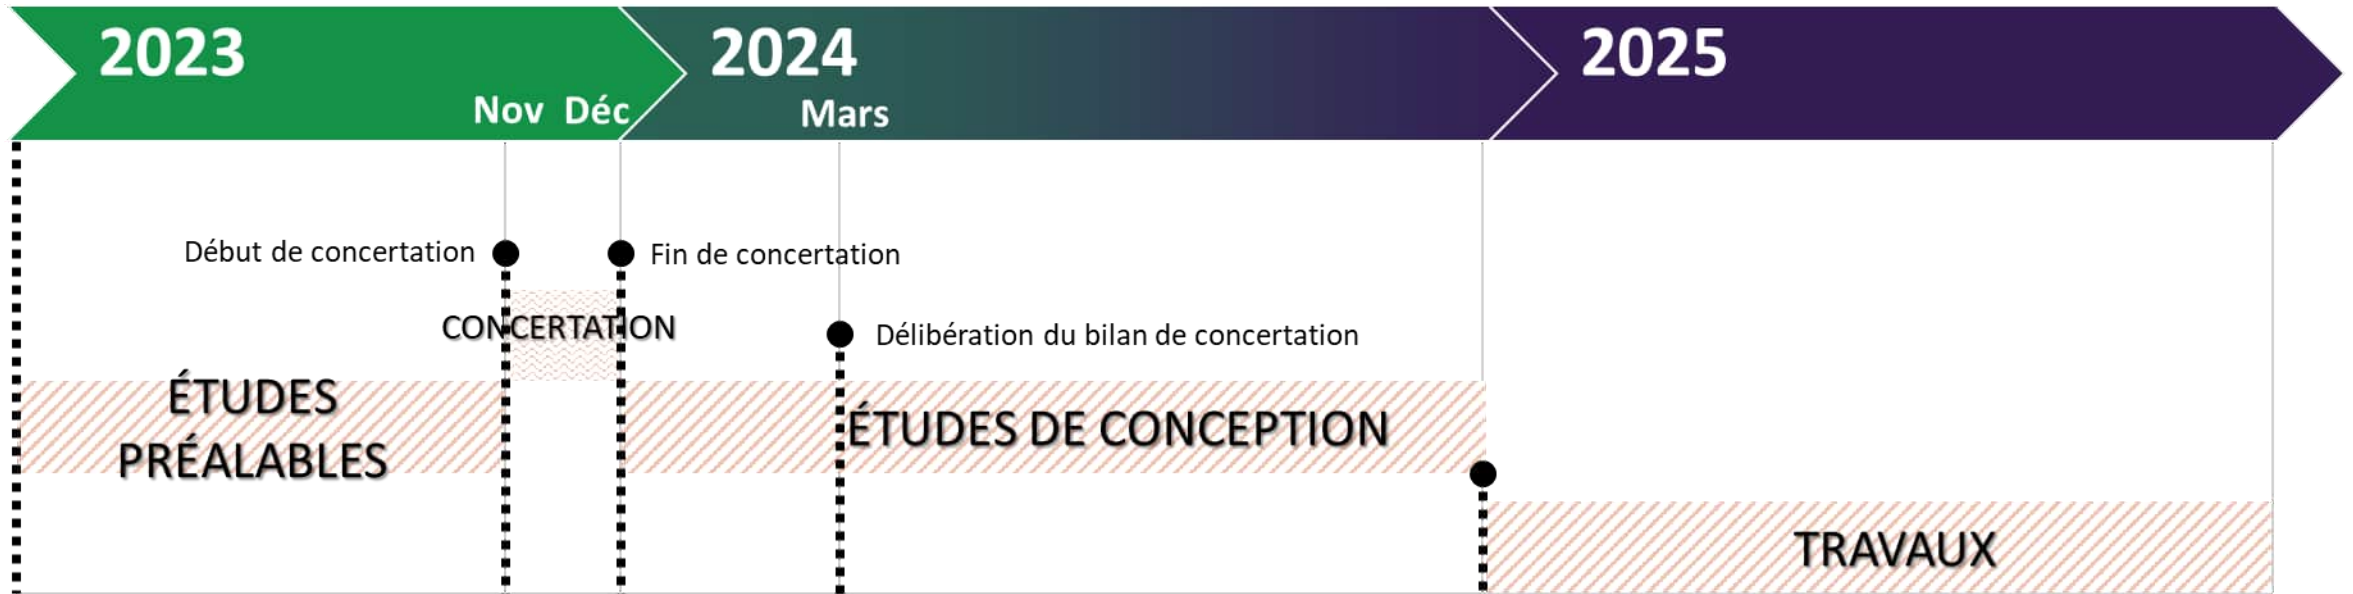 2023
2024
2025
Nov Déc
Mars
Début de concertation
Fin de concertation
CONCERTATION
Délibération du bilan de concertation
ÉTUDES
PRÉALABLES
ÉTUDES DE CONCEPTION
TRAVAUX